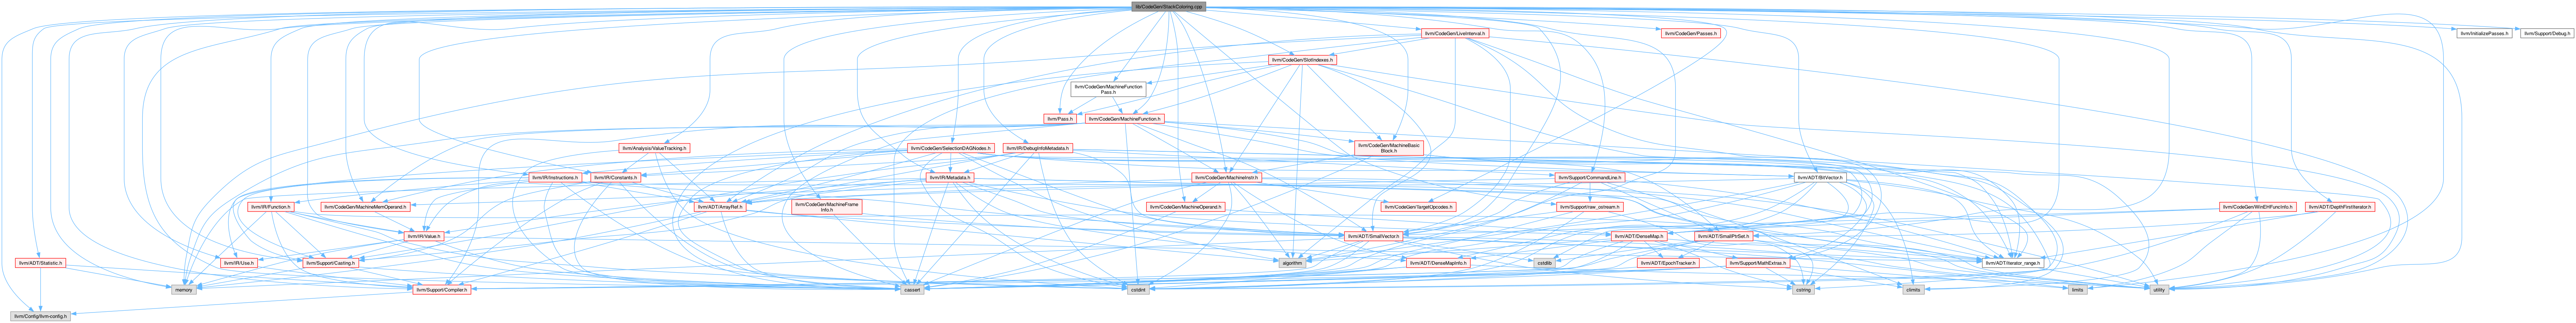 lib/CodeGen/StackColoring.cpp
llvm/CodeGen/LiveInterval.h
llvm/CodeGen/Passes.h
llvm/InitializePasses.h
llvm/Support/Debug.h
llvm/CodeGen/SlotIndexes.h
llvm/CodeGen/MachineFunction
Pass.h
llvm/Pass.h
llvm/CodeGen/MachineFunction.h
llvm/Analysis/ValueTracking.h
llvm/CodeGen/SelectionDAGNodes.h
llvm/IR/DebugInfoMetadata.h
llvm/CodeGen/MachineBasic
Block.h
llvm/IR/Instructions.h
llvm/IR/Constants.h
llvm/IR/Metadata.h
llvm/CodeGen/MachineInstr.h
llvm/Support/CommandLine.h
llvm/ADT/BitVector.h
llvm/IR/Function.h
llvm/CodeGen/MachineMemOperand.h
llvm/ADT/ArrayRef.h
llvm/CodeGen/MachineFrame
Info.h
llvm/CodeGen/MachineOperand.h
llvm/CodeGen/TargetOpcodes.h
llvm/Support/raw_ostream.h
llvm/CodeGen/WinEHFuncInfo.h
llvm/ADT/DepthFirstIterator.h
llvm/IR/Value.h
llvm/ADT/SmallVector.h
llvm/ADT/DenseMap.h
llvm/ADT/SmallPtrSet.h
llvm/ADT/Statistic.h
llvm/IR/Use.h
llvm/Support/Casting.h
algorithm
llvm/ADT/DenseMapInfo.h
cstdlib
llvm/ADT/EpochTracker.h
llvm/Support/MathExtras.h
llvm/ADT/iterator_range.h
memory
llvm/Support/Compiler.h
cassert
cstdint
cstring
climits
limits
utility
llvm/Config/llvm-config.h